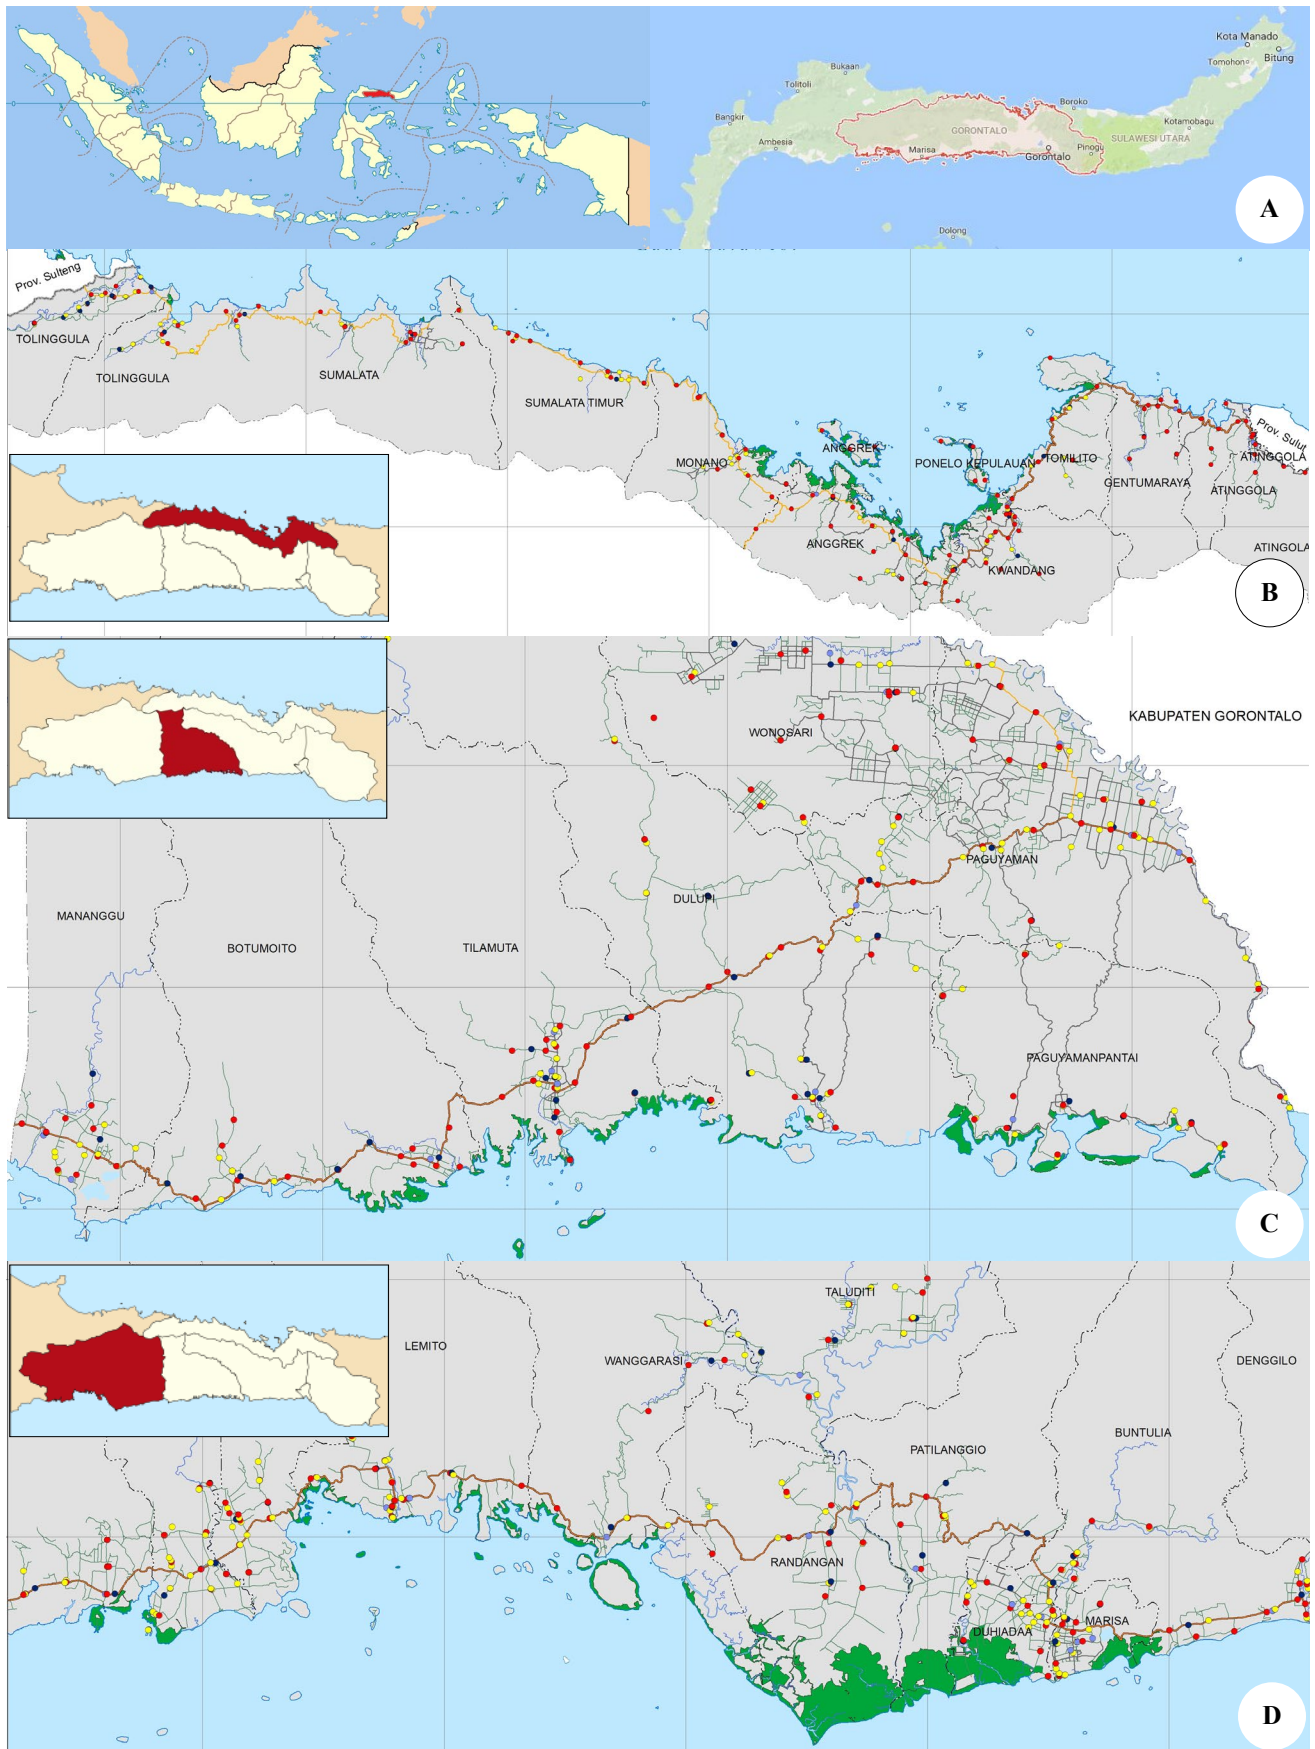 Kota Manado
Bitung
Tomohon
Bukaan
Tolitoli
Boroko
Bangkir
Kotamobagu
GORONTALO
SULAWESI UTARA
Ambesia
Marisa
Gorontalo
Pinogu
Dolong
A
Prov. Sulteng
TOLINGGULA
TOLINGGULA
SUMALATA
SUMALATA TIMUR
MONANO
ANGGREK
PONELO KEPULAUAN
TOMILITO
GENTUMARAYA
Prov. Sulut
ATINGGOLA
ATINGGOLA
ANGGREK
KWANDANG
ATINGOLA
B
KABUPATEN GORONTALO
WONOSARI
PAGUYAMAN
DULUPI
MANANGGU
BOTUMOITO
TILAMUTA
PAGUYAMANPANTAI
C
TALUDITI
LEMITO
WANGGARASI
DENGGILO
BUNTULIA
PATILANGGIO
RANDANGAN
DUHIADAA
MARISA
D